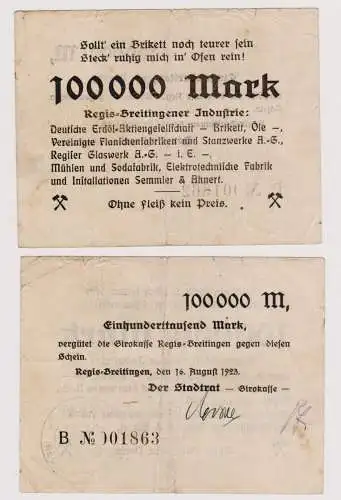 Sollt' ein Brikett noch teurer sein
Steck' ruhig mich in' Ofen rein!
100000 Mark
Regis-Breitingener Industrie:
Deutsche Erdöl-Aktiengesellschaft – Brikett, Öle –,
Vereinigte Flanschenfabriken und Stanzwerke A.-G.,
Regiser Glaswerk A.-G. – i. E. –,
Mühlen und Sodafabrik, Elektrotechnische Fabrik
und Installationen Semmler & Ahnert.
Ohne Fleiß kein Preis.
100000 M,
Einhunderttausend Mark,
vergütet die Girokasse Regis-Breitingen gegen diesen
Schein.
Regis-Breitingen, den 16. August 1923.
Der Stadtrat – Girokasse –
B № 001863